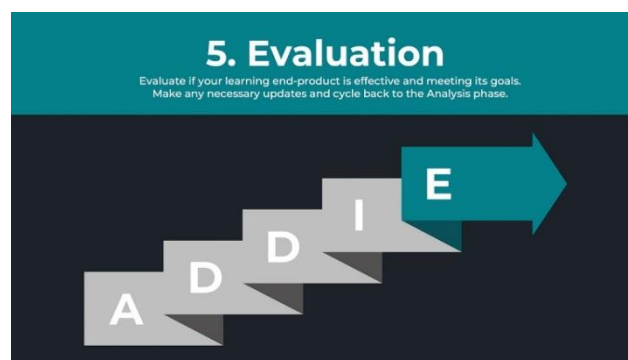 5. Evaluation
Evaluate if your learning end-product is effective and meeting its goals.
Make any necessary updates and cycle back to the Analysis phase.
A
D
D
I
E